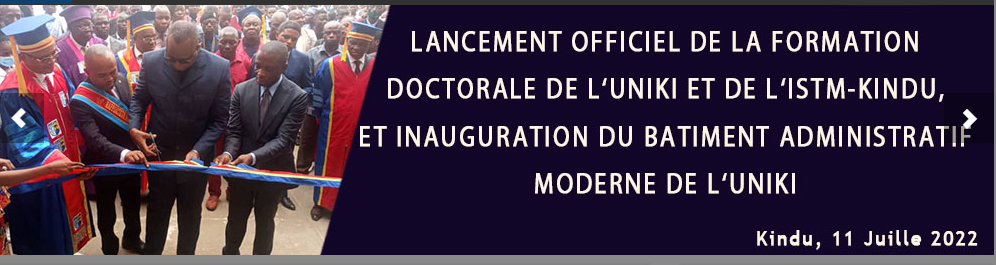 LANCEMENT OFFICIEL DE LA FORMATION
DOCTORALE DE L'UNIKI ET DE L'ISTM-KINDU,
ET INAUGURATION DU BATIMENT ADMINISTRATIF
MODERNE DE L'UNIKI
Kindu, 11 Juille 2022